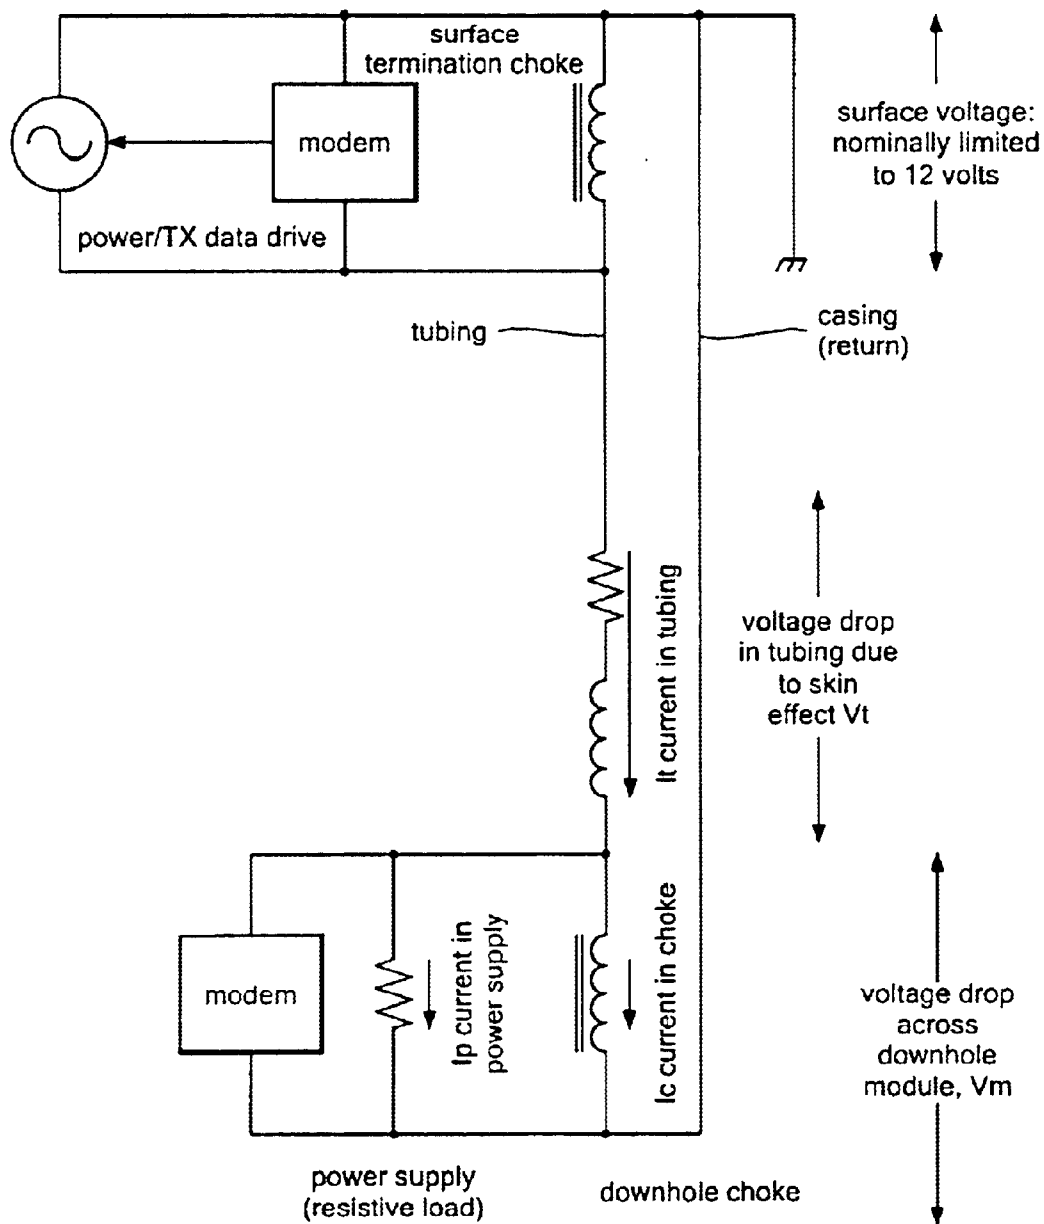 surface
termination choke
modem
surface voltage:
nominally limited
to 12 volts
power/TX data drive
tubing
casing
(return)
It current in tubing
voltage drop
in tubing due
to skin
effect Vt
modem
Ip current in
power supply
Ic current in choke
voltage drop
across
downhole
module, Vm
power supply
(resistive load)
downhole choke